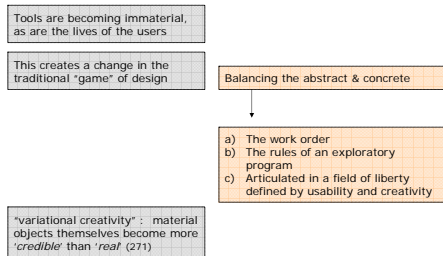 Tools are becoming immaterial,
as are the lives of the users
This creates a change in the
traditional “game” of design
Balancing the abstract & concrete
a) The work order
b) The rules of an exploratory
program
c) Articulated in a field of liberty
defined by usability and creativity
“variational creativity” : material
objects themselves become more
‘credible’ than ‘real’ (271)